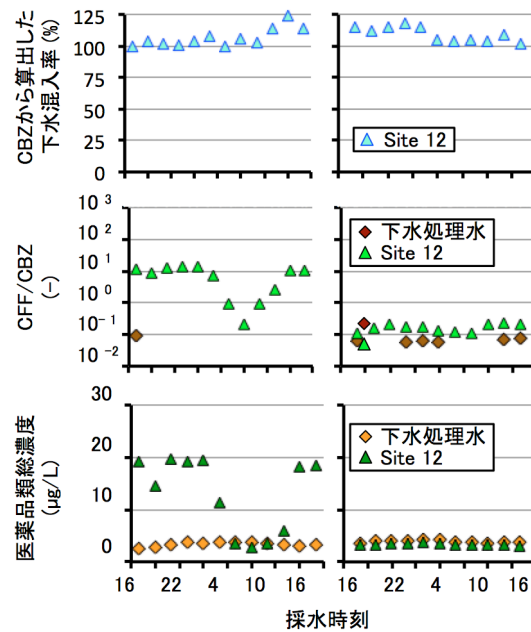 CBZから算出した
下水混入率 (%)
125
100
75
50
25
0
Site 12
CFF/CBZ
(−)
10 3
10 2
10 1
10 0
10 −1
10 −2
下水処理水
Site 12
医薬品類総濃度
(μg/L)
30
20
10
0
下水処理水
Site 12
16 22 4 10 16
16 22 4 10 16
採水時刻